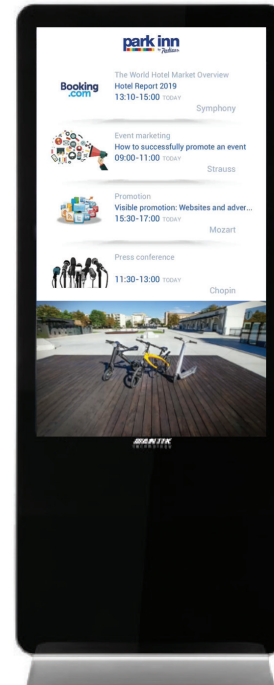 park inn
by Radisson
The World Hotel Market Overview
Booking
.com
Hotel Report 2019
13:10-15:00 TODAY
Symphony
Event marketing
How to successfully promote an event
09:00-11:00 TODAY
Strauss
Promotion
Visible promotion: Websites and adver...
15:30-17:00 TODAY
Mozart
Press conference
11:30-13:00 TODAY
Chopin
ANTIK
TECHNOLOGY